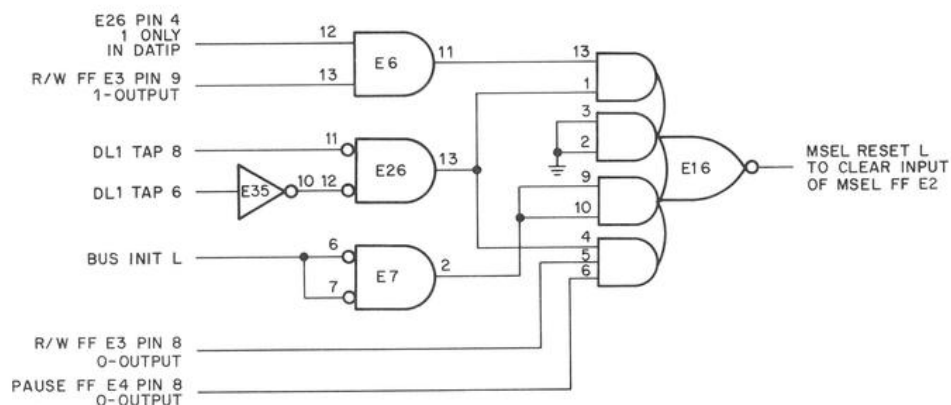 E26 PIN 4
1 ONLY
IN DATIP
12
11
13
E6
R/W FF E3 PIN 9
1-OUTPUT
13
1
DL1 TAP 8
11
3
2
E26
13
DL1 TAP 6
E35
10
12
E16
MSEL RESET L
TO CLEAR INPUT
OF MSEL FF E2
9
10
BUS INIT L
6
7
E7
2
4
5
6
R/W FF E3 PIN 8
0-OUTPUT
PAUSE FF E4 PIN 8
0-OUTPUT